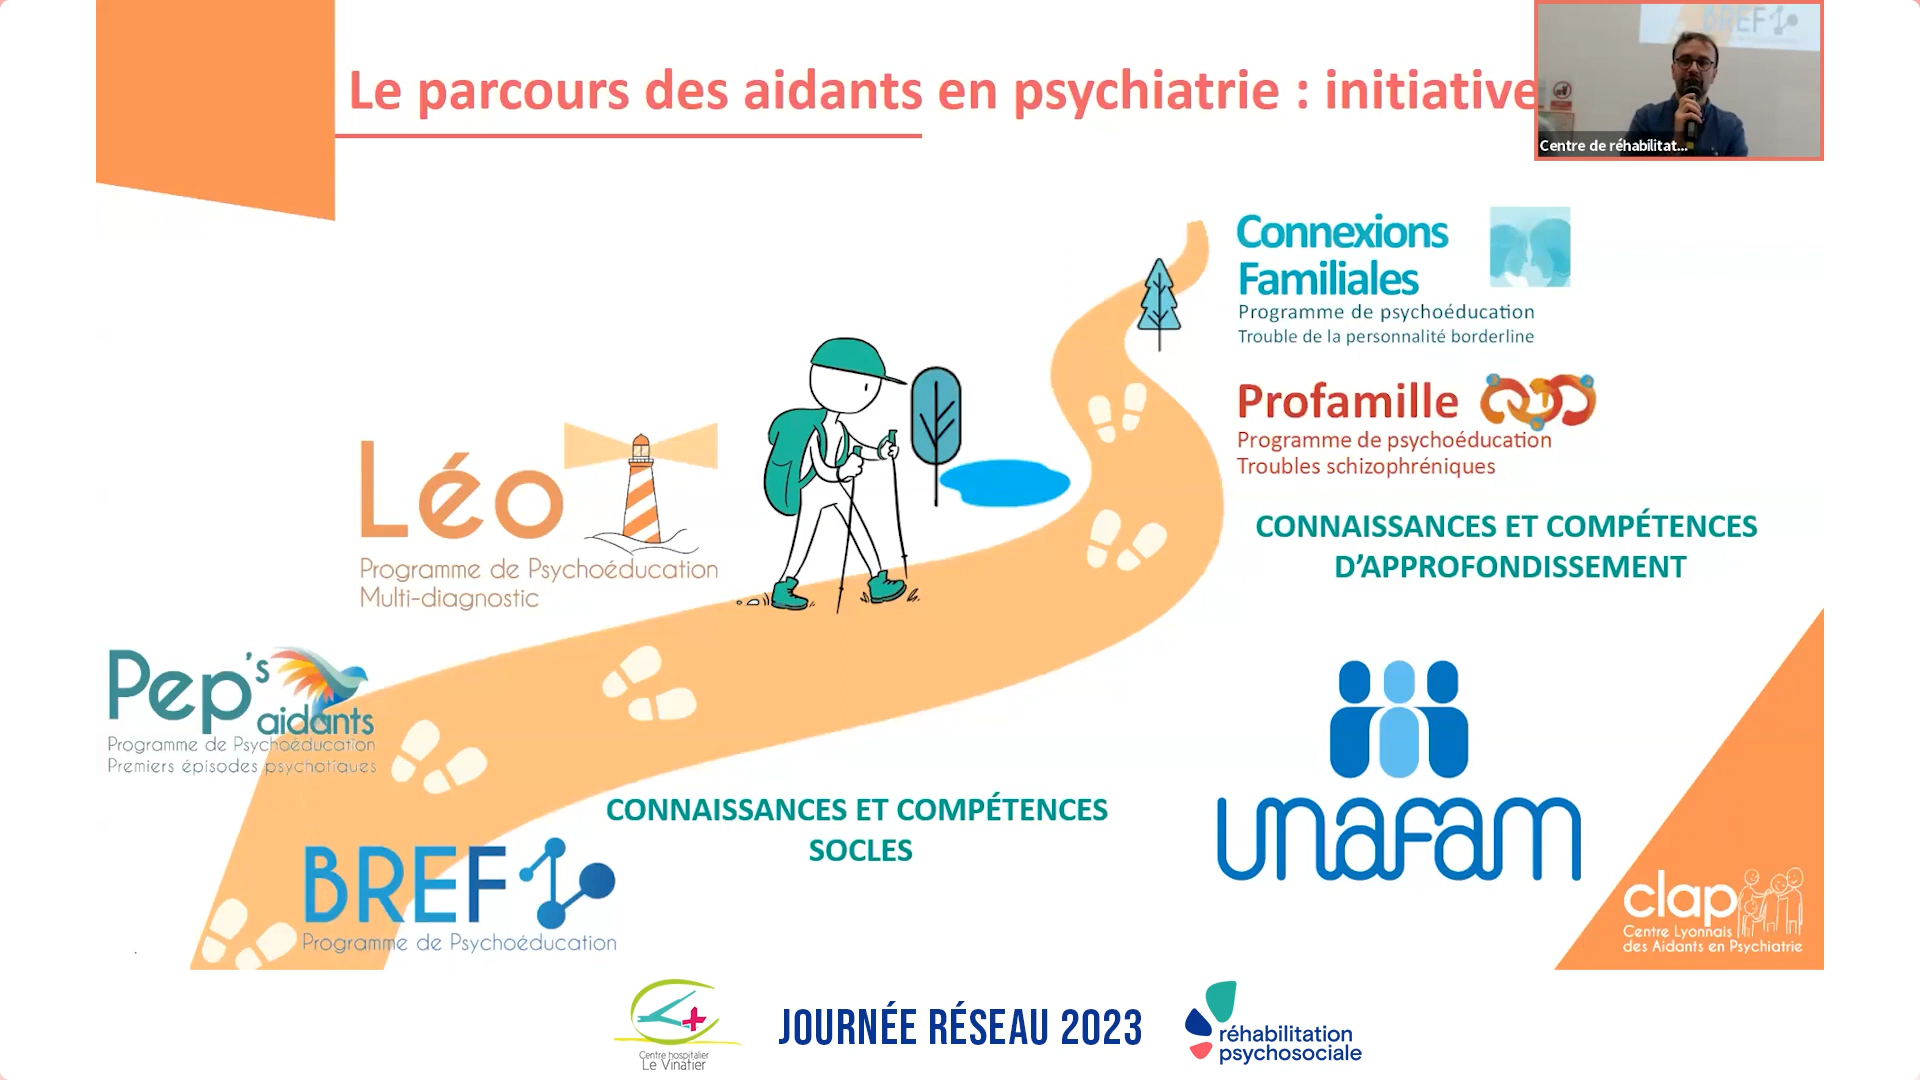 Le parcours des aidants en psychiatrie : initiative
BREF
Centre de réhabilitat...
Connexions
Familiales
Programme de psychoéducation
Trouble de la personnalité borderline
Profamille
Programme de psychoéducation
Troubles schizophréniques
CONNAISSANCES ET COMPÉTENCES
D’APPROFONDISSEMENT
Léo
Programme de Psychoéducation
Multi-diagnostic
Pep's
aidants
Programme de Psychoéducation
Premiers épisodes psychotiques
CONNAISSANCES ET COMPÉTENCES
SOCLES
BREF
Programme de Psychoéducation
unafam
clap
Centre Lyonnais
des Aidants en Psychiatrie
Centre hospitalier
Le Vinatier
JOURNÉE RÉSEAU 2023
réhabilitation
psychosociale